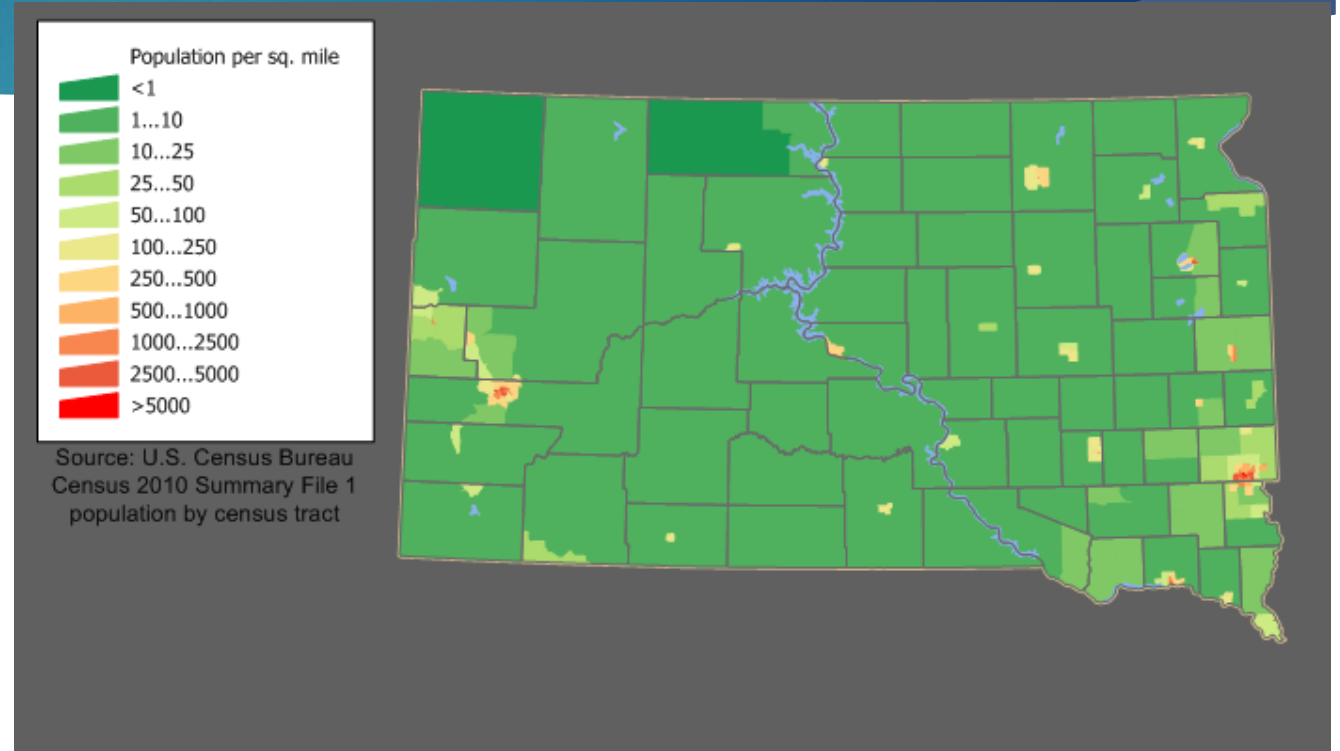 Population per sq. mile
<1
1...10
10...25
25...50
50...100
100...250
250...500
500...1000
1000...2500
2500...5000
>5000
Source: U.S. Census Bureau
Census 2010 Summary File 1
population by census tract